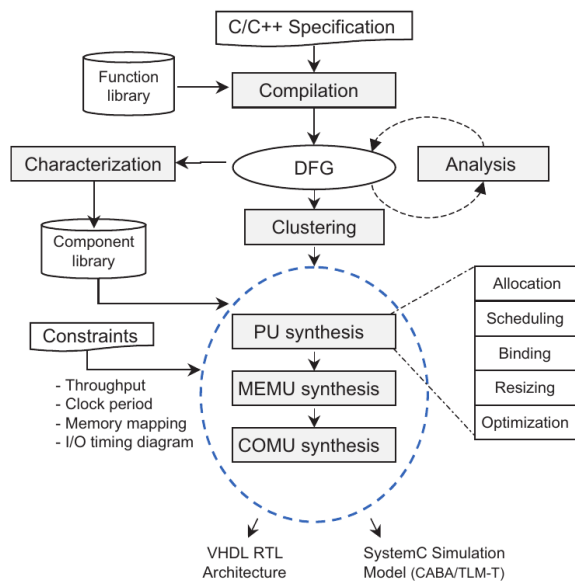 C/C++ Specification
Function
library
Compilation
Characterization
DFG
Analysis
Clustering
Component
library
Allocation
Scheduling
Binding
Resizing
Optimization
Constraints
- Throughput
- Clock period
- Memory mapping
- I/O timing diagram
PU synthesis
MEMU synthesis
COMU synthesis
VHDL RTL
Architecture
SystemC Simulation
Model (CABA/TLM-T)